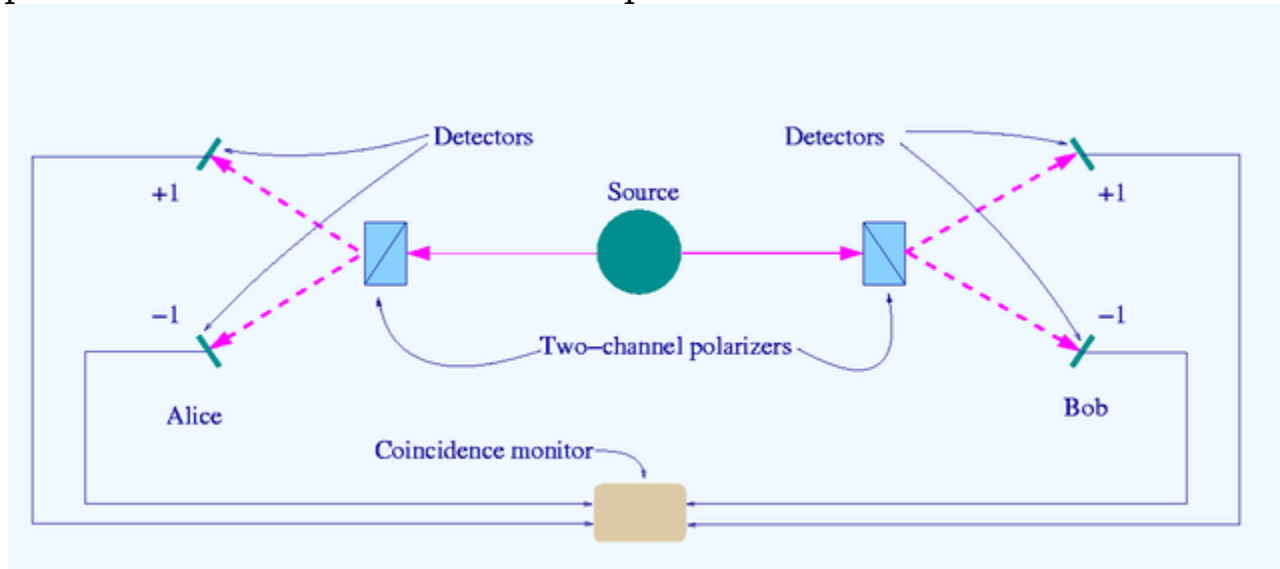 Detectors
Detectors
Source
+1
+1
−1
−1
Two−channel polarizers
Alice
Bob
Coincidence monitor